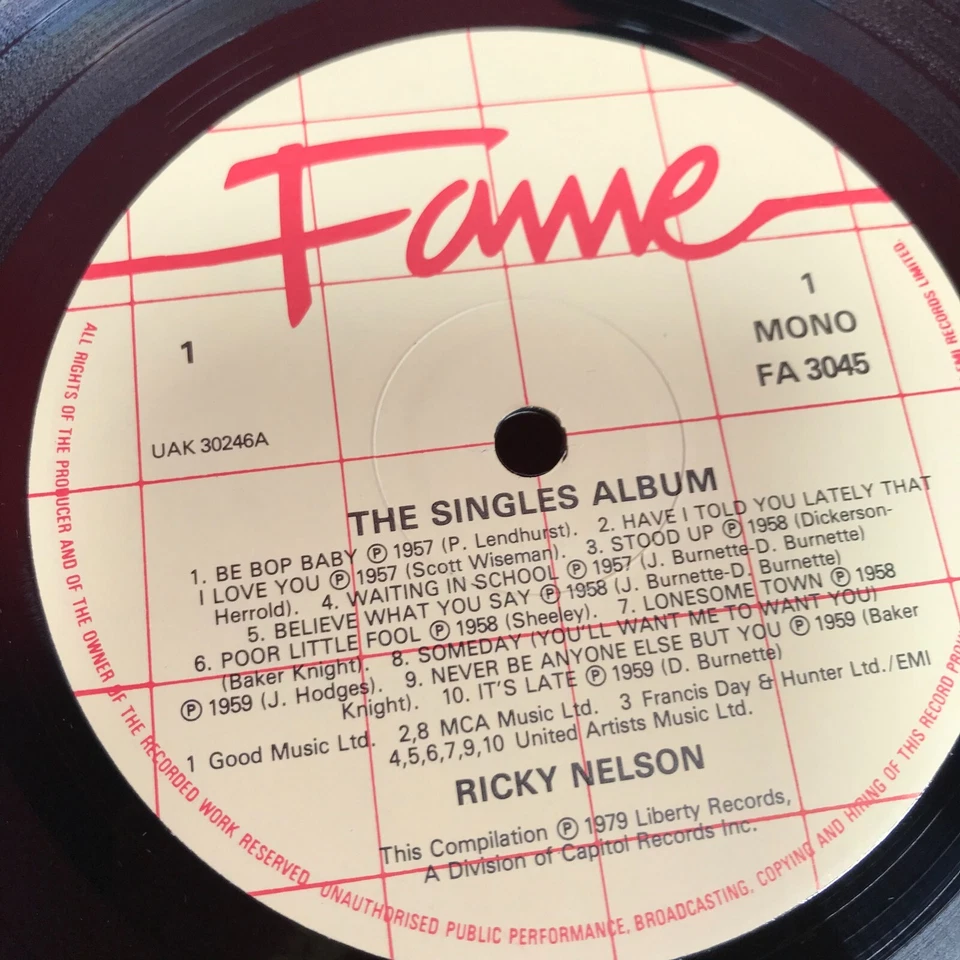 Fame
1
1
MONO
FA 3045
UAK 30246A
THE SINGLES ALBUM
1. BE BOP BABY ℗ 1957 (P. Lendhurst). 2. HAVE I TOLD YOU LATELY THAT
I LOVE YOU ℗ 1957 (Scott Wiseman). 3. STOOD UP ℗ 1958 (Dickerson-
Herrold). 4. WAITING IN SCHOOL ℗ 1957 (J. Burnette-D. Burnette)
5. BELIEVE WHAT YOU SAY ℗ 1958 (J. Burnette-D. Burnette)
6. POOR LITTLE FOOL ℗ 1958 (Sheeley). 7. LONESOME TOWN ℗ 1958
(Baker Knight). 8. SOMEDAY (YOU'LL WANT ME TO WANT YOU)
℗ 1959 (J. Hodges). 9. NEVER BE ANYONE ELSE BUT YOU ℗ 1959 (Baker
Knight). 10. IT'S LATE ℗ 1959 (D. Burnette)
1 Good Music Ltd. 2,8 MCA Music Ltd. 3 Francis Day & Hunter Ltd./EMI
4,5,6,7,9,10 United Artists Music Ltd.
RICKY NELSON
This Compilation ℗ 1979 Liberty Records,
A Division of Capitol Records Inc.
ALL RIGHTS OF THE PRODUCER AND OF THE OWNER OF THE RECORDED WORK RESERVED. UNAUTHORISED PUBLIC PERFORMANCE, BROADCASTING, COPYING AND HIRING OF THIS RECORD
EMI RECORDS LIMITED.